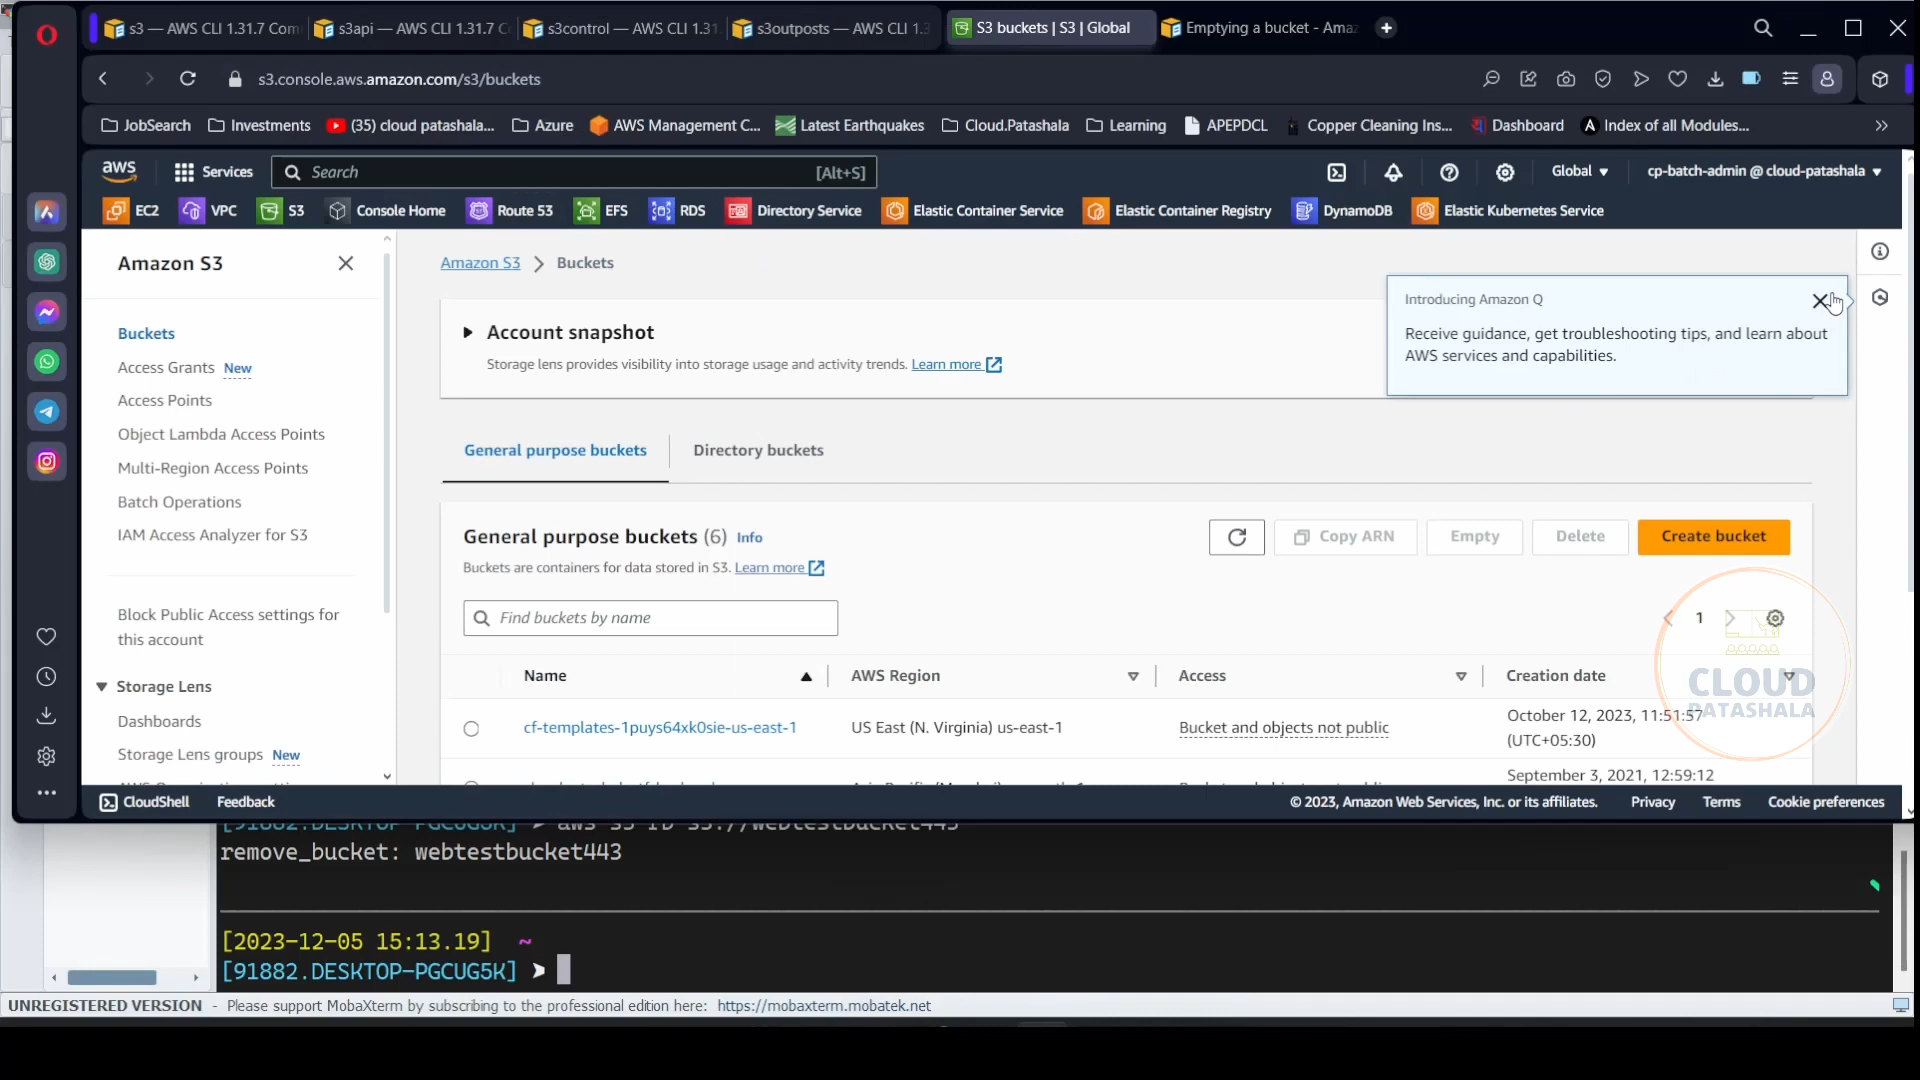 s3 — AWS CLI 1.31.7 Com
s3api — AWS CLI 1.31.7 C
s3control — AWS CLI 1.31
s3outposts — AWS CLI 1.3
S3 buckets | S3 | Global
Emptying a bucket - Amaz
s3.console.aws.amazon.com/s3/buckets
JobSearch
Investments
(35) cloud patashala...
Azure
AWS Management C...
Latest Earthquakes
Cloud.Patashala
Learning
APEPDCL
Copper Cleaning Ins...
Dashboard
Index of all Modules...
aws
Services
Search
[Alt+S]
Global
cp-batch-admin @ cloud-patashala
EC2
VPC
S3
Console Home
Route 53
EFS
RDS
Directory Service
Elastic Container Service
Elastic Container Registry
DynamoDB
Elastic Kubernetes Service
Amazon S3
Buckets
Access Grants New
Access Points
Object Lambda Access Points
Multi-Region Access Points
Batch Operations
IAM Access Analyzer for S3
Block Public Access settings for
this account
Storage Lens
Dashboards
Storage Lens groups New
Amazon S3 > Buckets
Introducing Amazon Q
Receive guidance, get troubleshooting tips, and learn about
AWS services and capabilities.
Account snapshot
Storage lens provides visibility into storage usage and activity trends. Learn more
General purpose buckets
Directory buckets
General purpose buckets (6) Info
Buckets are containers for data stored in S3. Learn more
Copy ARN
Empty
Delete
Create bucket
Find buckets by name
1
Name
AWS Region
Access
Creation date
cf-templates-1puys64xk0sie-us-east-1
US East (N. Virginia) us-east-1
Bucket and objects not public
October 12, 2023, 11:51:57
(UTC+05:30)
September 3, 2021, 12:59:12
CLOUD
PATASHALA
CloudShell
Feedback
© 2023, Amazon Web Services, Inc. or its affiliates.
Privacy
Terms
Cookie preferences
[91882.DESKTOP-PGCUG5K] ➤ aws s3 rb s3://webtestbucket443
remove_bucket: webtestbucket443
[2023-12-05 15:13.19] ~
[91882.DESKTOP-PGCUG5K] ➤
UNREGISTERED VERSION - Please support MobaXterm by subscribing to the professional edition here: https://mobaxterm.mobatek.net